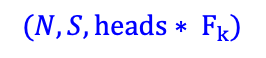 (N, S, heads * F_k)